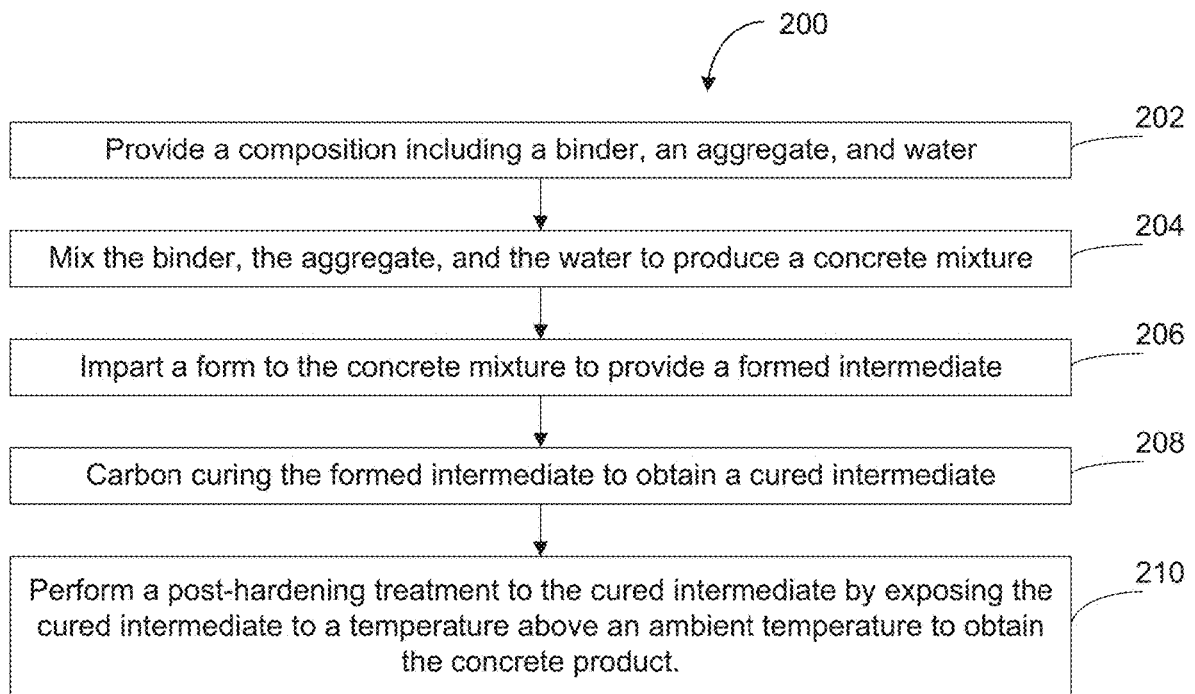 200
202
Provide a composition including a binder, an aggregate, and water
204
Mix the binder, the aggregate, and the water to produce a concrete mixture
206
Impart a form to the concrete mixture to provide a formed intermediate
208
Carbon curing the formed intermediate to obtain a cured intermediate
210
Perform a post-hardening treatment to the cured intermediate by exposing the
cured intermediate to a temperature above an ambient temperature to obtain
the concrete product.